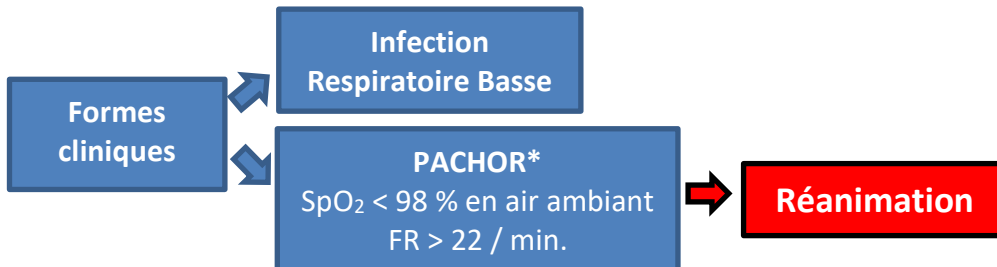 Infection
Respiratoire Basse
Formes
cliniques
PACHOR*
SpO₂ < 98 % en air ambiant
FR > 22 / min.
Réanimation